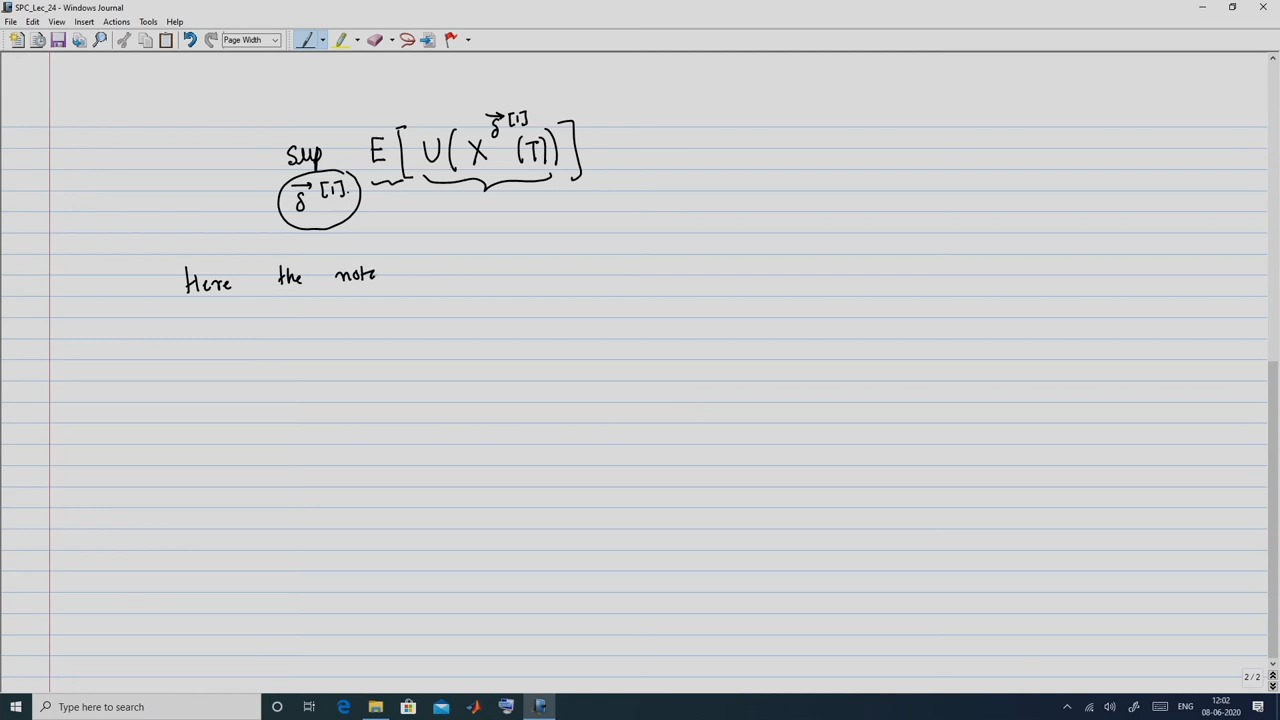 SPC_Lec_24 - Windows Journal
File Edit View Insert Actions Tools Help
Page Width
sup E [ U ( X^{δ⃗ [1]} (T) ) ]
δ⃗ [1].
Here the note
2 / 2
Type here to search
ENG
12:02
08-06-2020